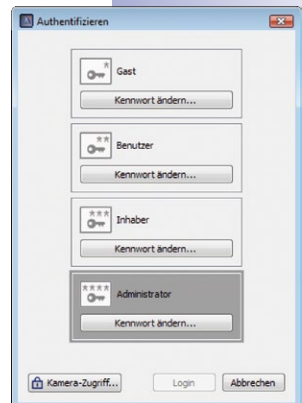 Authentifizieren
Gast
Kennwort ändern...
Benutzer
Kennwort ändern...
Inhaber
Kennwort ändern...
Administrator
Kennwort ändern...
Kamera-Zugriff... Login Abbrechen